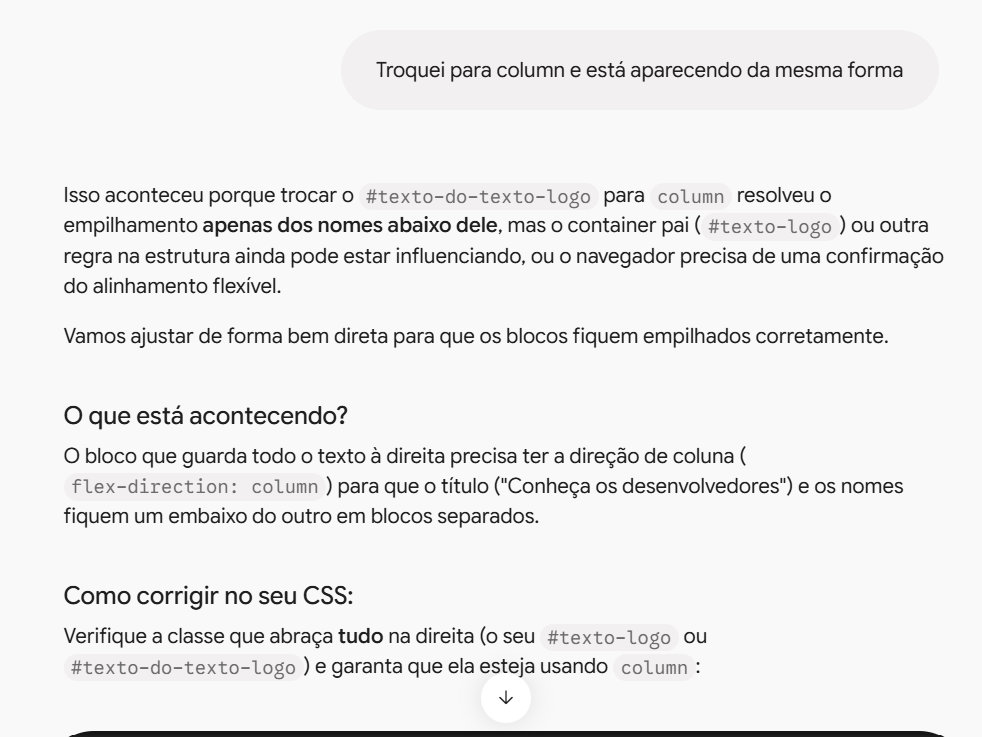 Troquei para column e está aparecendo da mesma forma
Isso aconteceu porque trocar o #texto-do-texto-logo para column resolveu o
empilhamento apenas dos nomes abaixo dele, mas o container pai ( #texto-logo ) ou outra
regra na estrutura ainda pode estar influenciando, ou o navegador precisa de uma confirmação
do alinhamento flexível.
Vamos ajustar de forma bem direta para que os blocos fiquem empilhados corretamente.
O que está acontecendo?
O bloco que guarda todo o texto à direita precisa ter a direção de coluna (
flex-direction: column ) para que o título ("Conheça os desenvolvedores") e os nomes
fiquem um embaixo do outro em blocos separados.
Como corrigir no seu CSS:
Verifique a classe que abraça tudo na direita (o seu #texto-logo ou
#texto-do-texto-logo ) e garanta que ela esteja usando column :